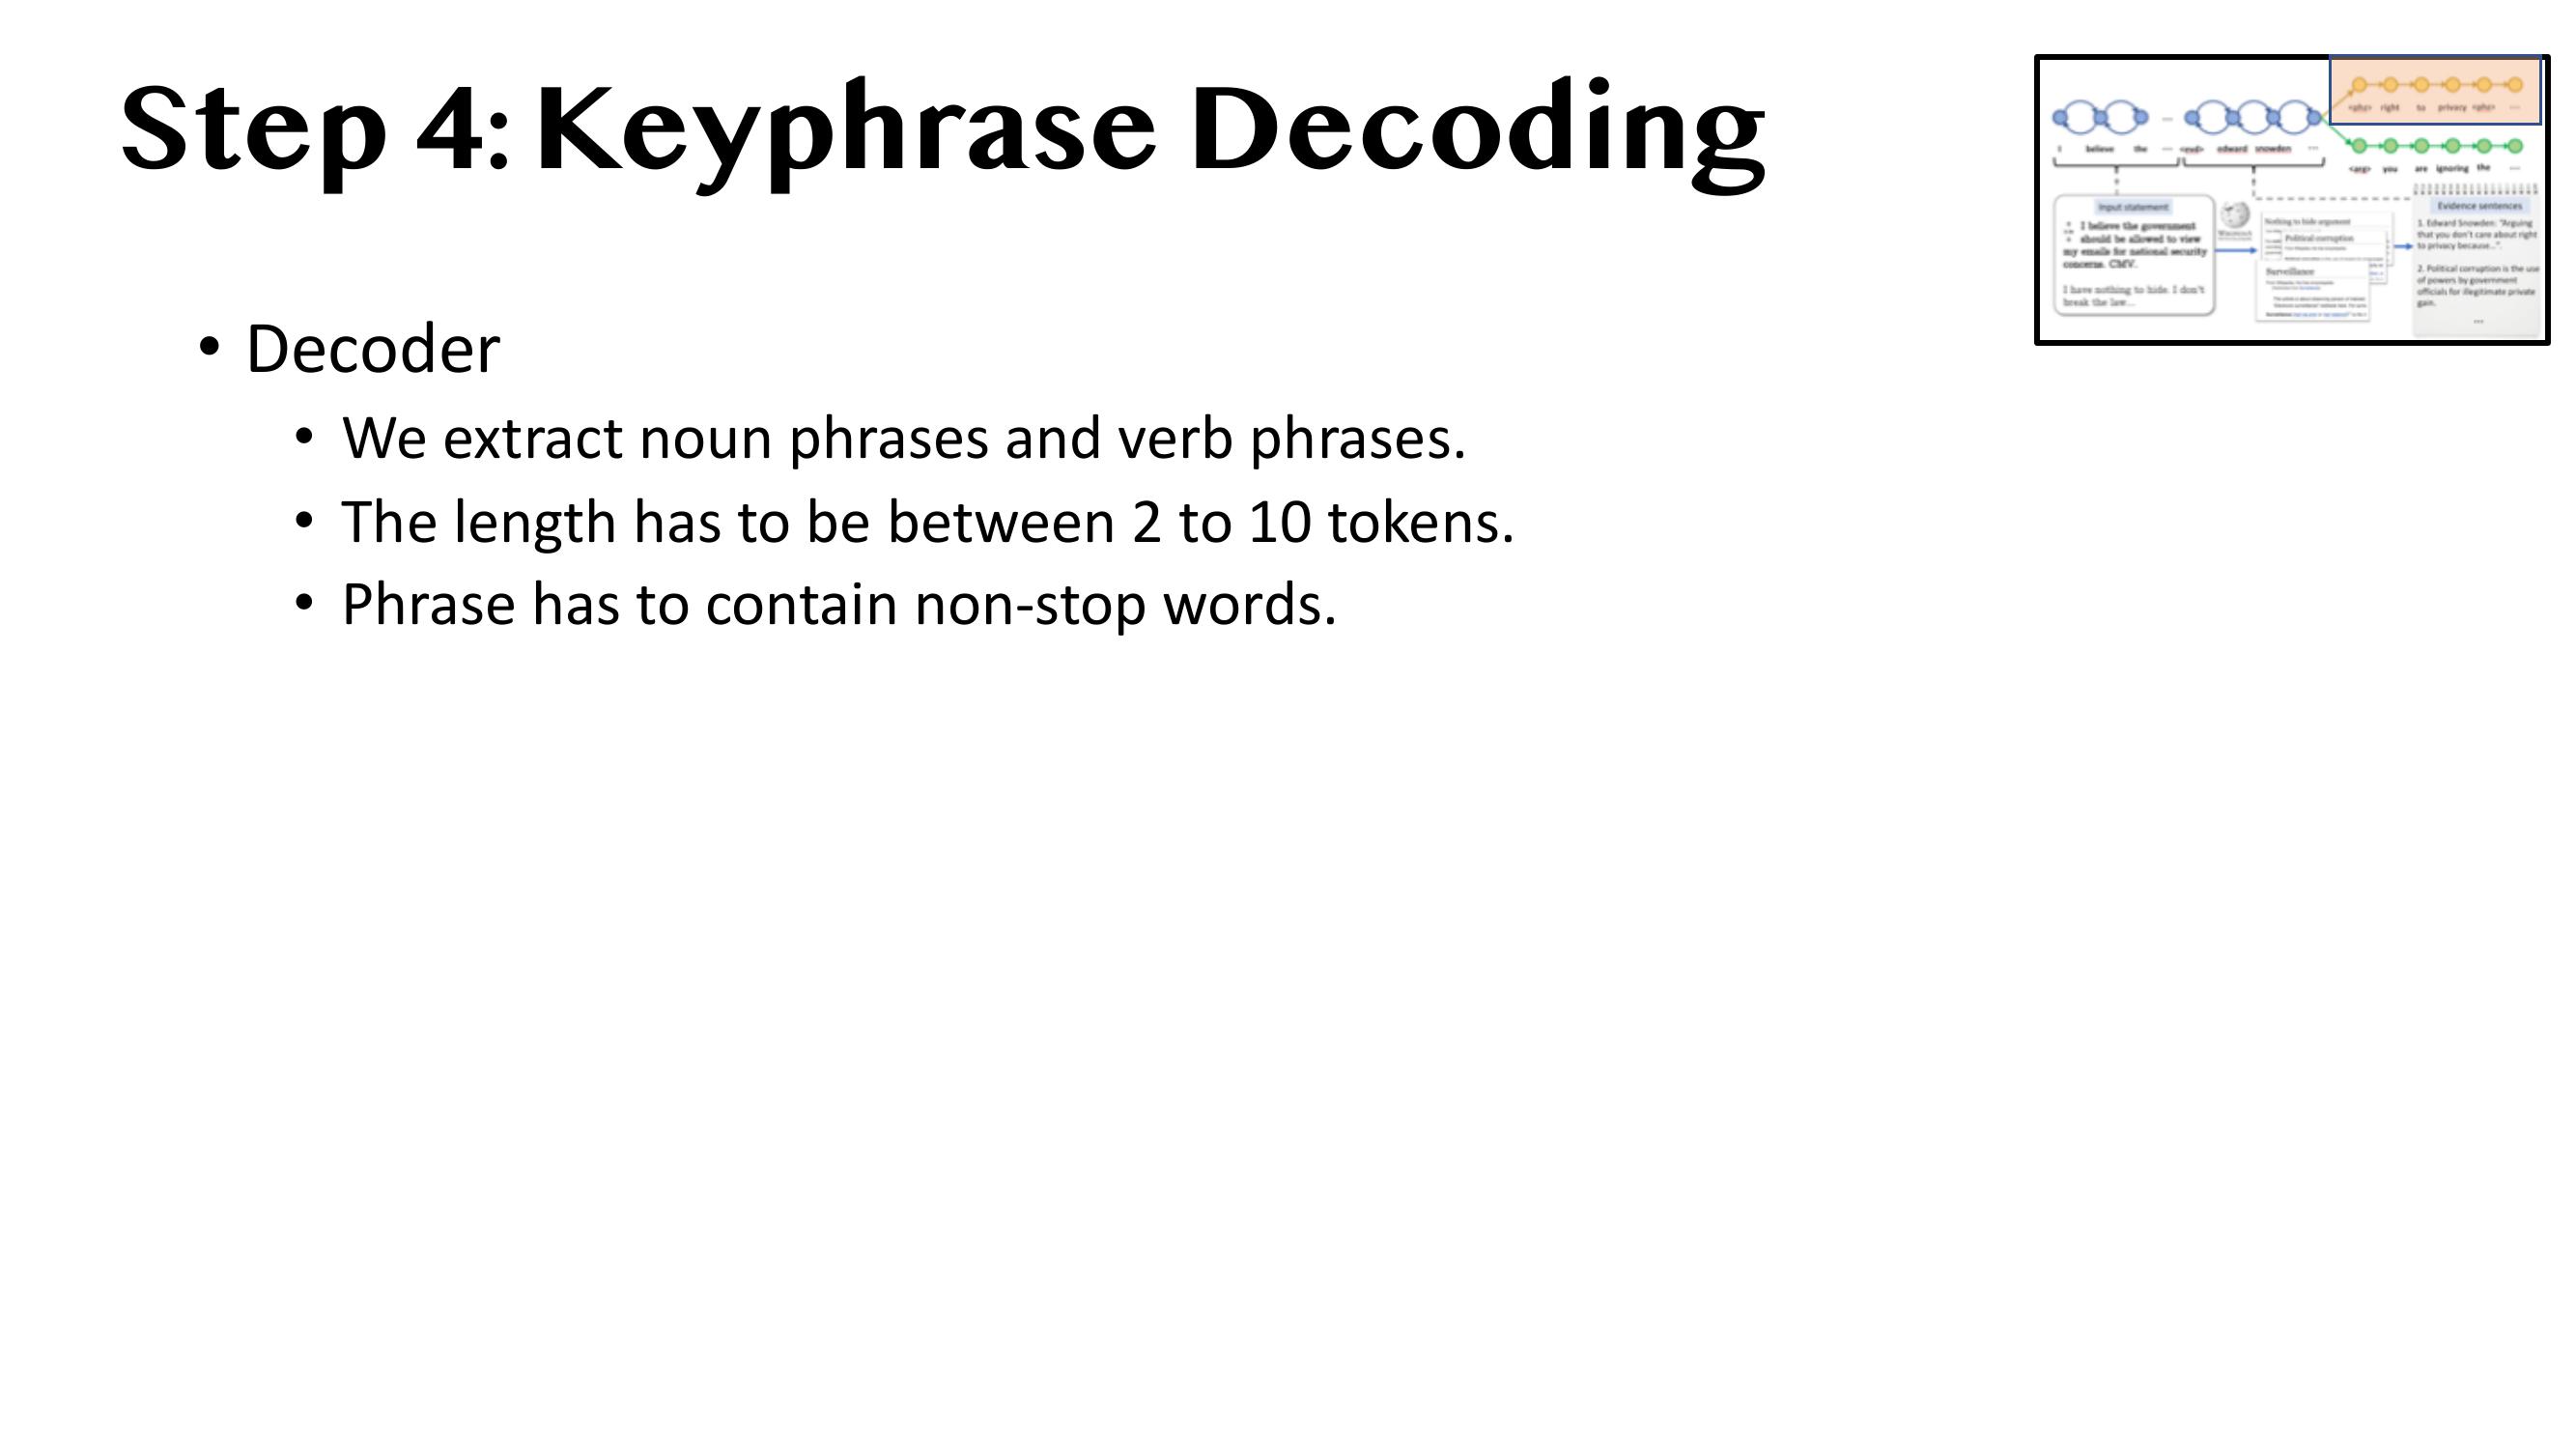 Step 4: Keyphrase Decoding
• Decoder
• We extract noun phrases and verb phrases.
• The length has to be between 2 to 10 tokens.
• Phrase has to contain non-stop words.
<phs> right to privacy <phs> ...
I believe the ... <evd> edward snowden ...
<arg> you are ignoring the ...
Input statement
I believe the government
should be allowed to view
my emails for national security
concerns. CMV.
I have nothing to hide. I don't
break the law...
Nothing to hide argument
Political corruption
Surveillance
Evidence sentences
1. Edward Snowden: "Arguing
that you don't care about right
to privacy because...".
2. Political corruption is the use
of powers by government
officials for illegitimate private
gain.
...